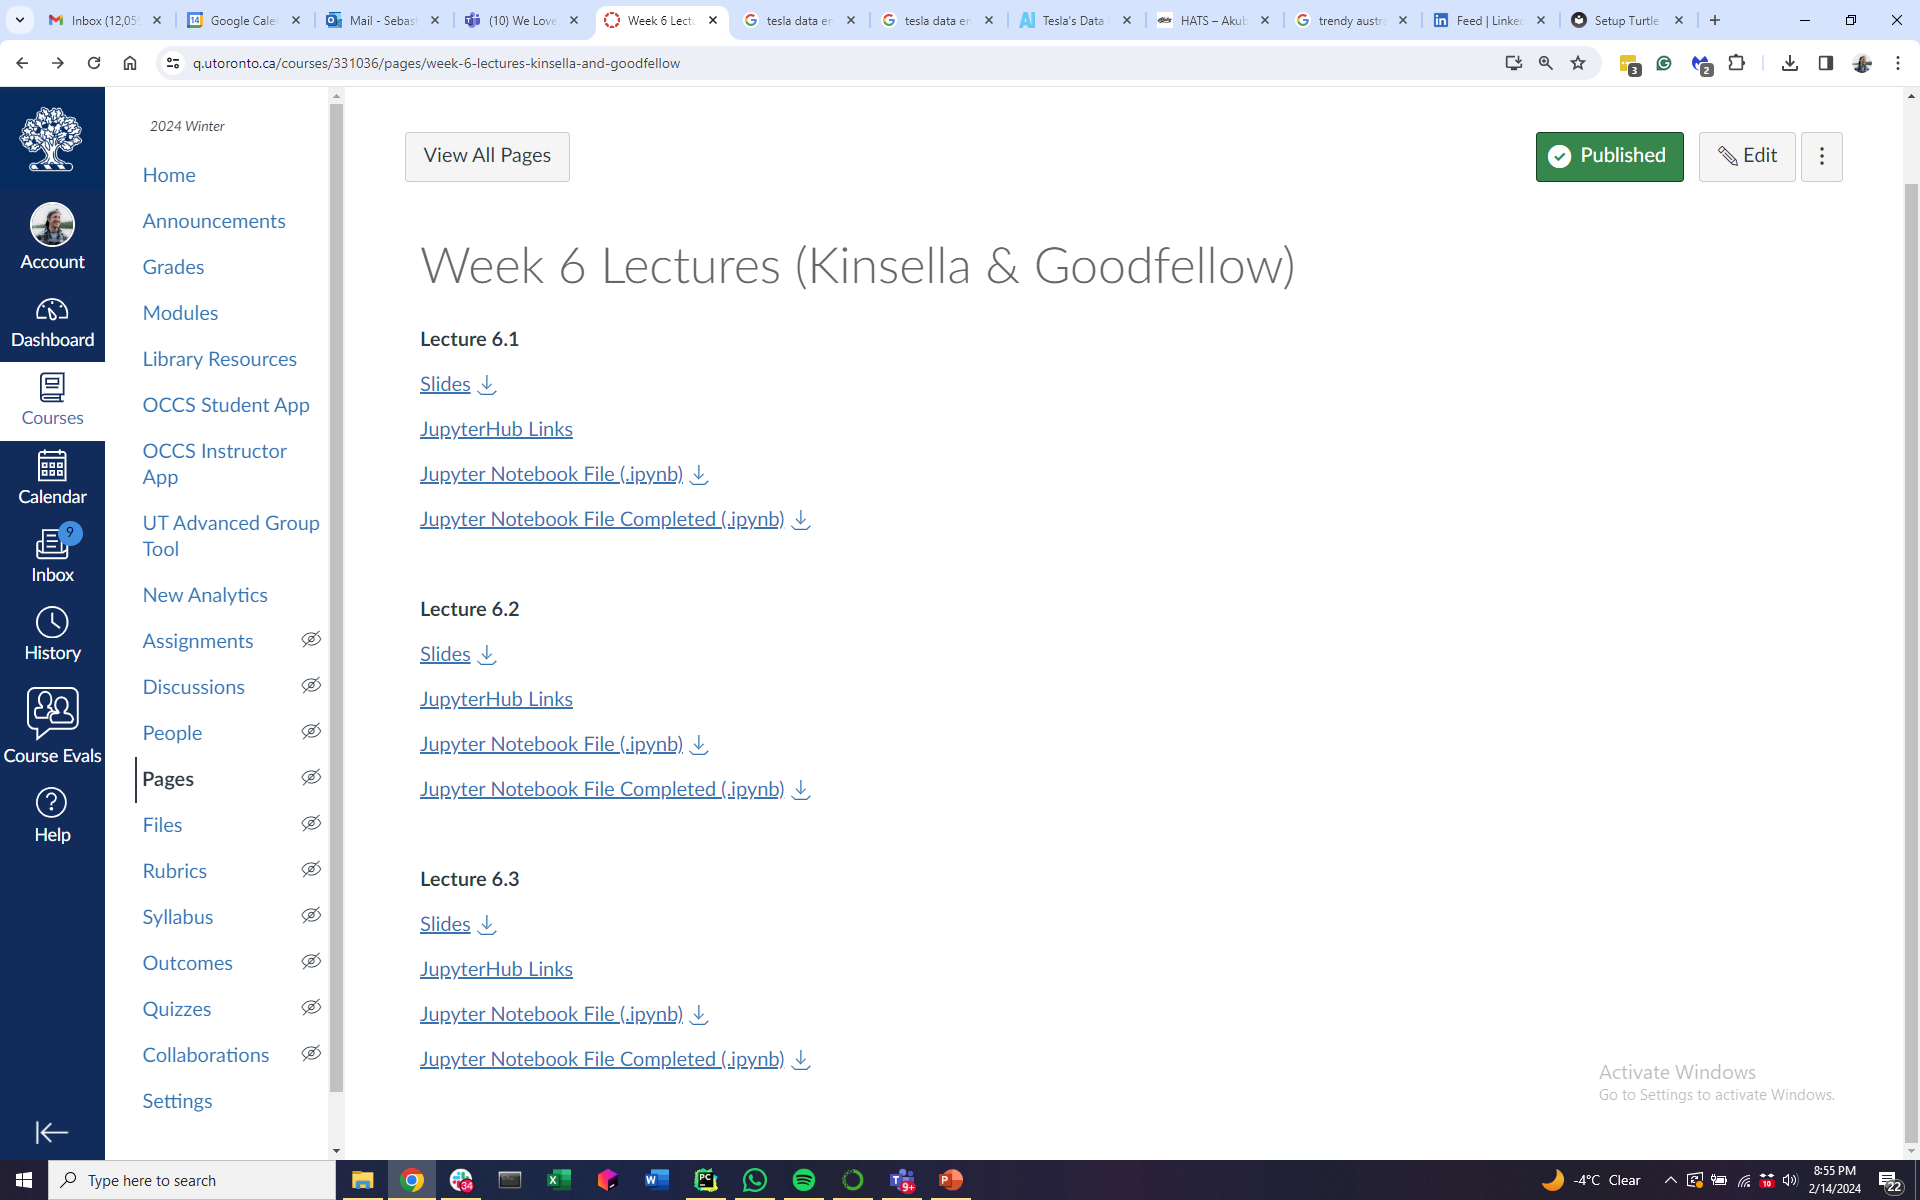 Inbox (12,05
Google Cale
Mail - Sebast
(10) We Love
Week 6 Lectu
tesla data en
tesla data en
Tesla's Data
HATS – Akub
trendy austr
Feed | Linke
Setup Turtle
q.utoronto.ca/courses/331036/pages/week-6-lectures-kinsella-and-goodfellow
3
2
2024 Winter
Home
Announcements
Grades
Modules
Library Resources
OCCS Student App
OCCS Instructor
App
UT Advanced Group
Tool
New Analytics
Assignments
Discussions
People
Pages
Files
Rubrics
Syllabus
Outcomes
Quizzes
Collaborations
Settings
Account
Dashboard
Courses
Calendar
9
Inbox
History
Course Evals
Help
View All Pages
Published
Edit
Week 6 Lectures (Kinsella & Goodfellow)
Lecture 6.1
Slides
JupyterHub Links
Jupyter Notebook File (.ipynb)
Jupyter Notebook File Completed (.ipynb)
Lecture 6.2
Slides
JupyterHub Links
Jupyter Notebook File (.ipynb)
Jupyter Notebook File Completed (.ipynb)
Lecture 6.3
Slides
JupyterHub Links
Jupyter Notebook File (.ipynb)
Jupyter Notebook File Completed (.ipynb)
Activate Windows
Go to Settings to activate Windows.
Type here to search
34
9+
-4°C Clear
10
8:55 PM
2/14/2024
22